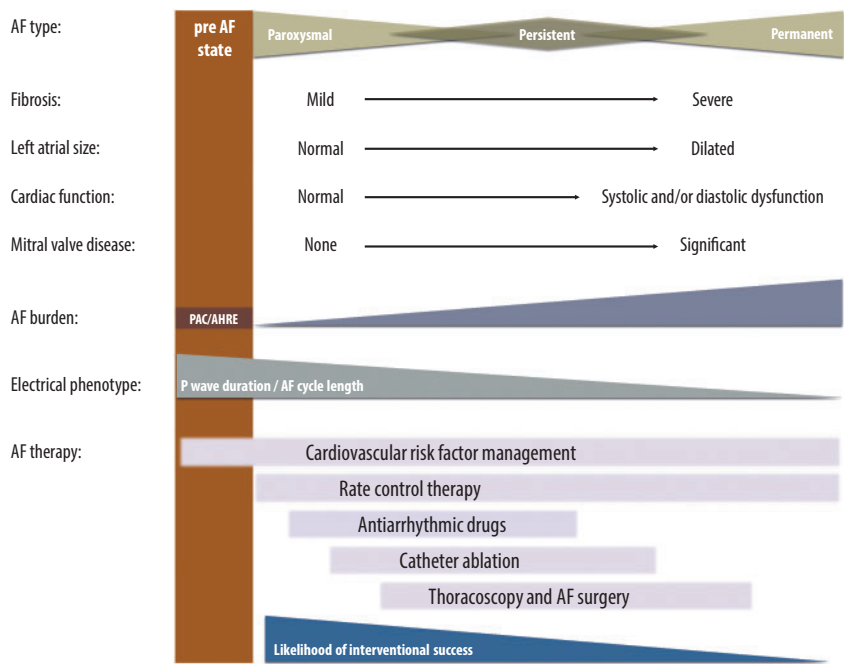 AF type:
pre AF
state
Paroxysmal
Persistent
Permanent
Fibrosis:
Mild
Severe
Left atrial size:
Normal
Dilated
Cardiac function:
Normal
Systolic and/or diastolic dysfunction
Mitral valve disease:
None
Significant
AF burden:
PAC/AHRE
Electrical phenotype:
P wave duration / AF cycle length
AF therapy:
Cardiovascular risk factor management
Rate control therapy
Antiarrhythmic drugs
Catheter ablation
Thoracoscopy and AF surgery
Likelihood of interventional success